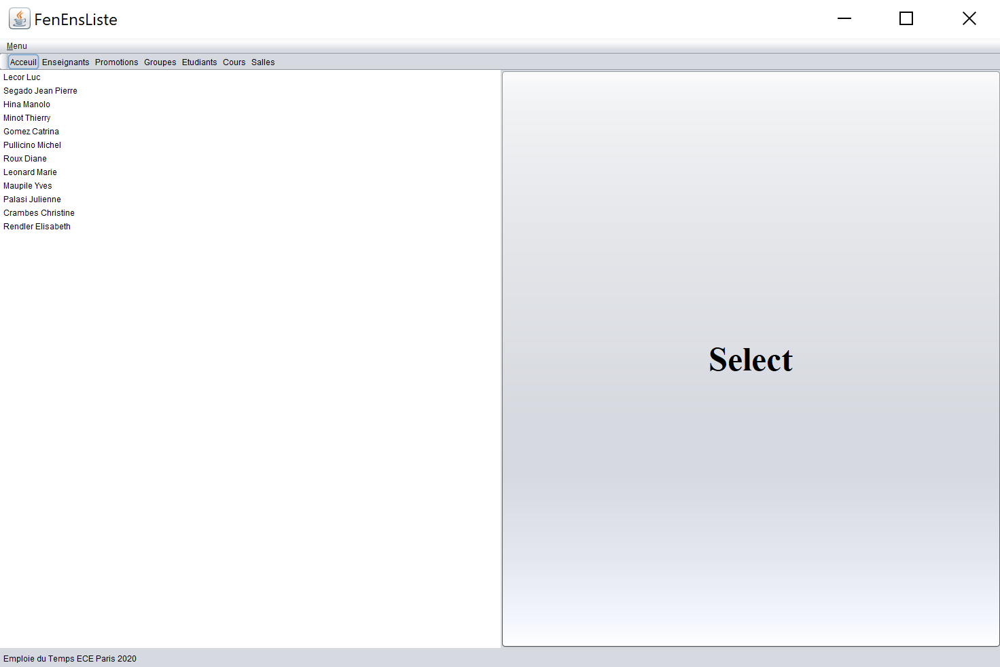 FenEnsListe
Menu
Acceuil Enseignants Promotions Groupes Etudiants Cours Salles
Lecor Luc
Segado Jean Pierre
Hina Manolo
Minot Thierry
Gomez Catrina
Pullicino Michel
Roux Diane
Leonard Marie
Maupile Yves
Palasi Julienne
Crambes Christine
Rendler Elisabeth
Select
Emploie du Temps ECE Paris 2020